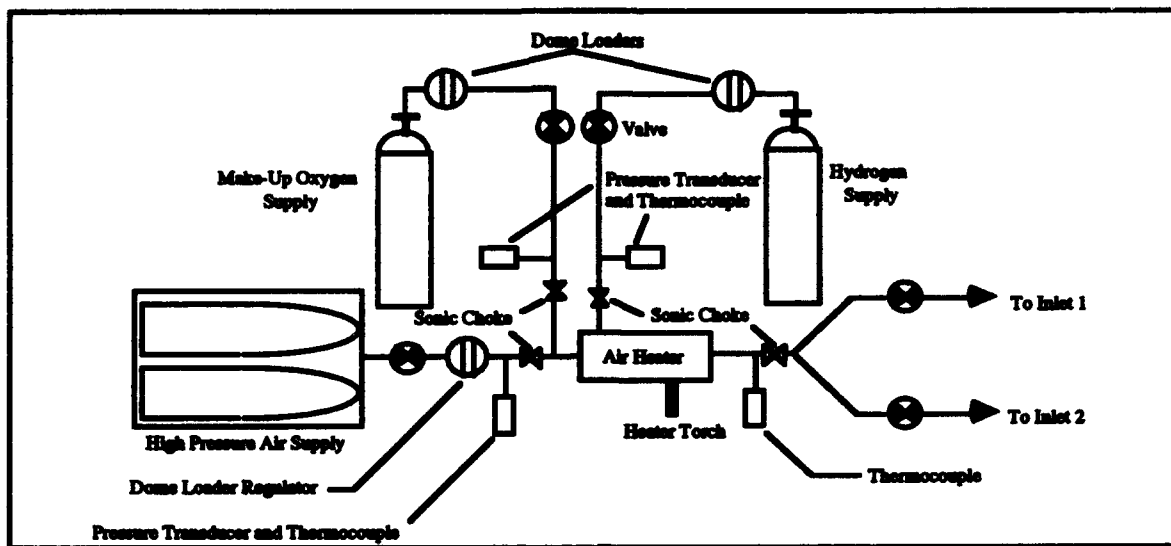 Dome Loaders
Valve
Make-Up Oxygen
Supply
Pressure Transducer
and Thermocouple
Hydrogen
Supply
Sonic Choke
Sonic Choke
To Inlet 1
Air Heater
High Pressure Air Supply
Heater Torch
To Inlet 2
Dome Loader Regulator
Thermocouple
Pressure Transducer and Thermocouple